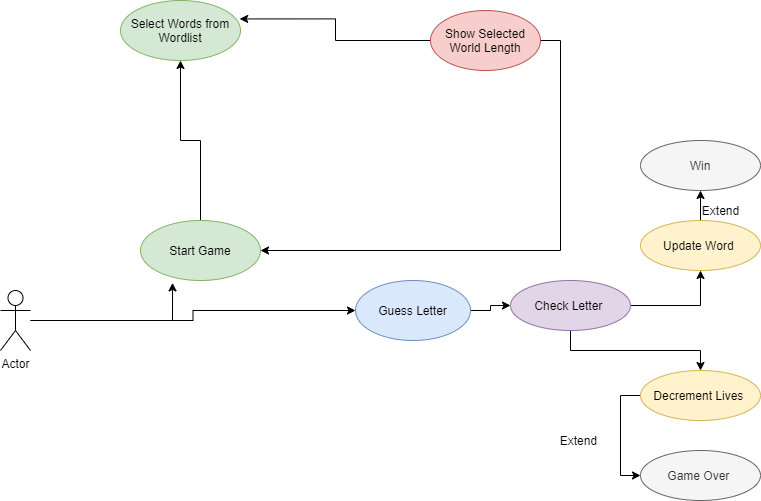 Select Words from
Wordlist
Show Selected
World Length
Win
Extend
Start Game
Update Word
Guess Letter
Check Letter
Actor
Decrement Lives
Extend
Game Over